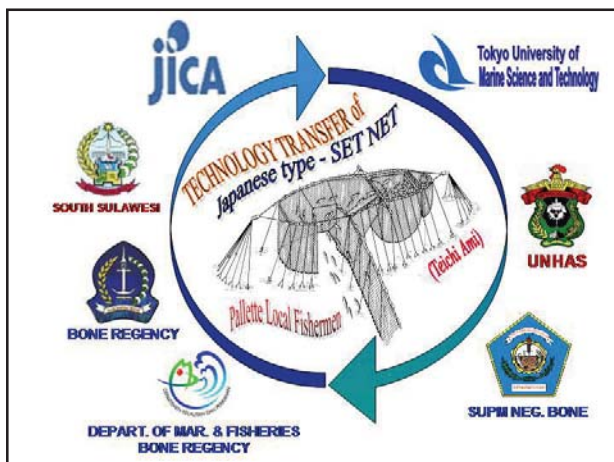 JICA
Tokyo University of
Marine Science and Technology
TECHNOLOGY TRANSFER of
Japanese type - SET NET
SOUTH SULAWESI
UNHAS
(Teichi Ami)
BONE REGENCY
Pallette Local Fishermen
SUPM NEG. BONE
DEPART. OF MAR. & FISHERIES
BONE REGENCY